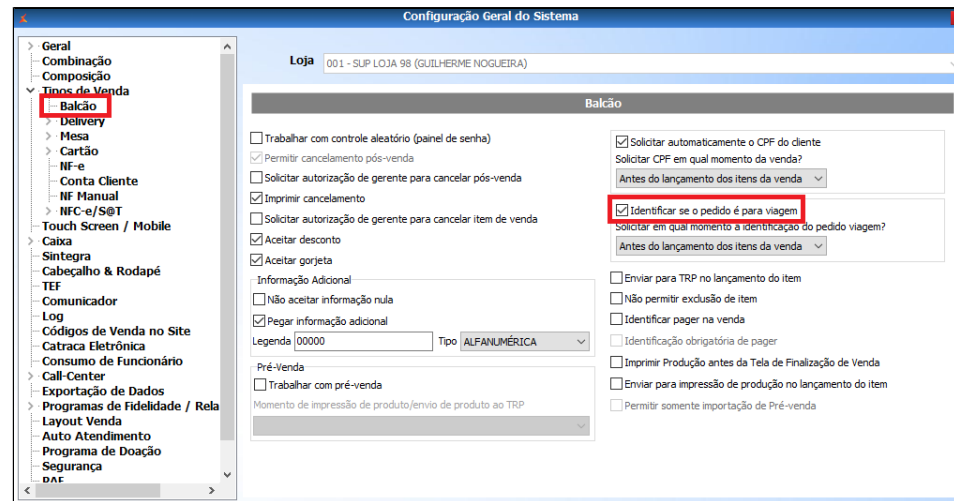 Configuração Geral do Sistema
Geral
Combinação
Composição
Tipos de Venda
Balcão
Delivery
Mesa
Cartão
NF-e
Conta Cliente
NF Manual
NFC-e/S@T
Touch Screen / Mobile
Caixa
Sintegra
Cabeçalho & Rodapé
TEF
Comunicador
Log
Códigos de Venda no Site
Catraca Eletrônica
Consumo de Funcionário
Call-Center
Exportação de Dados
Programas de Fidelidade / Rela
Layout Venda
Auto Atendimento
Programa de Doação
Segurança
PAF
Loja 001 - SUP LOJA 98 (GUILHERME NOGUEIRA)
Balcão
Trabalhar com controle aleatório (painel de senha)
Permitir cancelamento pós-venda
Solicitar autorização de gerente para cancelar pós-venda
Imprimir cancelamento
Solicitar autorização de gerente para cancelar item de venda
Aceitar desconto
Aceitar gorjeta
Informação Adicional
Não aceitar informação nula
Pegar informação adicional
Legenda 00000 Tipo ALFANUMÉRICA
Pré-Venda
Trabalhar com pré-venda
Momento de impressão de produto/envio de produto ao TRP
Solicitar automaticamente o CPF do cliente
Solicitar CPF em qual momento da venda?
Antes do lançamento dos itens da venda
Identificar se o pedido é para viagem
Solicitar em qual momento a identificação do pedido viagem?
Antes do lançamento dos itens da venda
Enviar para TRP no lançamento do item
Não permitir exclusão de item
Identificar pager na venda
Identificação obrigatória de pager
Imprimir Produção antes da Tela de Finalização de Venda
Enviar para impressão de produção no lançamento do item
Permitir somente importação de Pré-venda